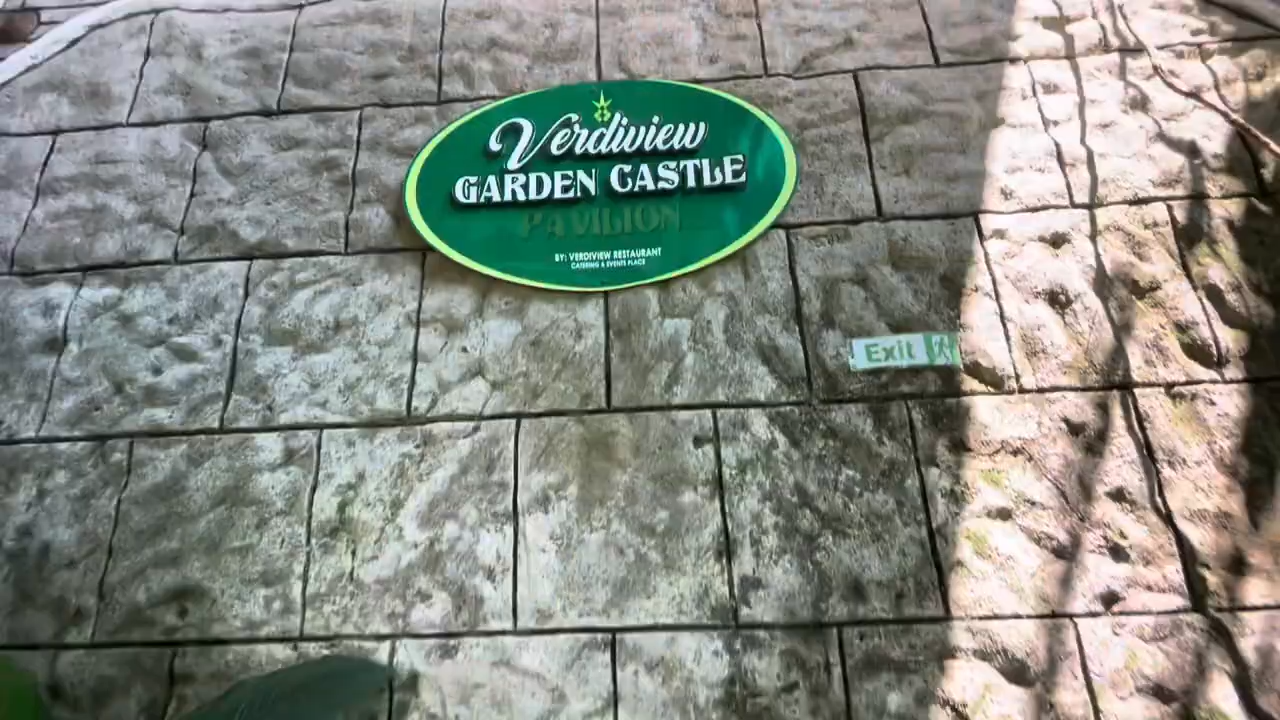 Verdiview
GARDEN CASTLE
PAVILION
BY: VERDIVIEW RESTAURANT
CATERING & EVENTS PLACE
Exit